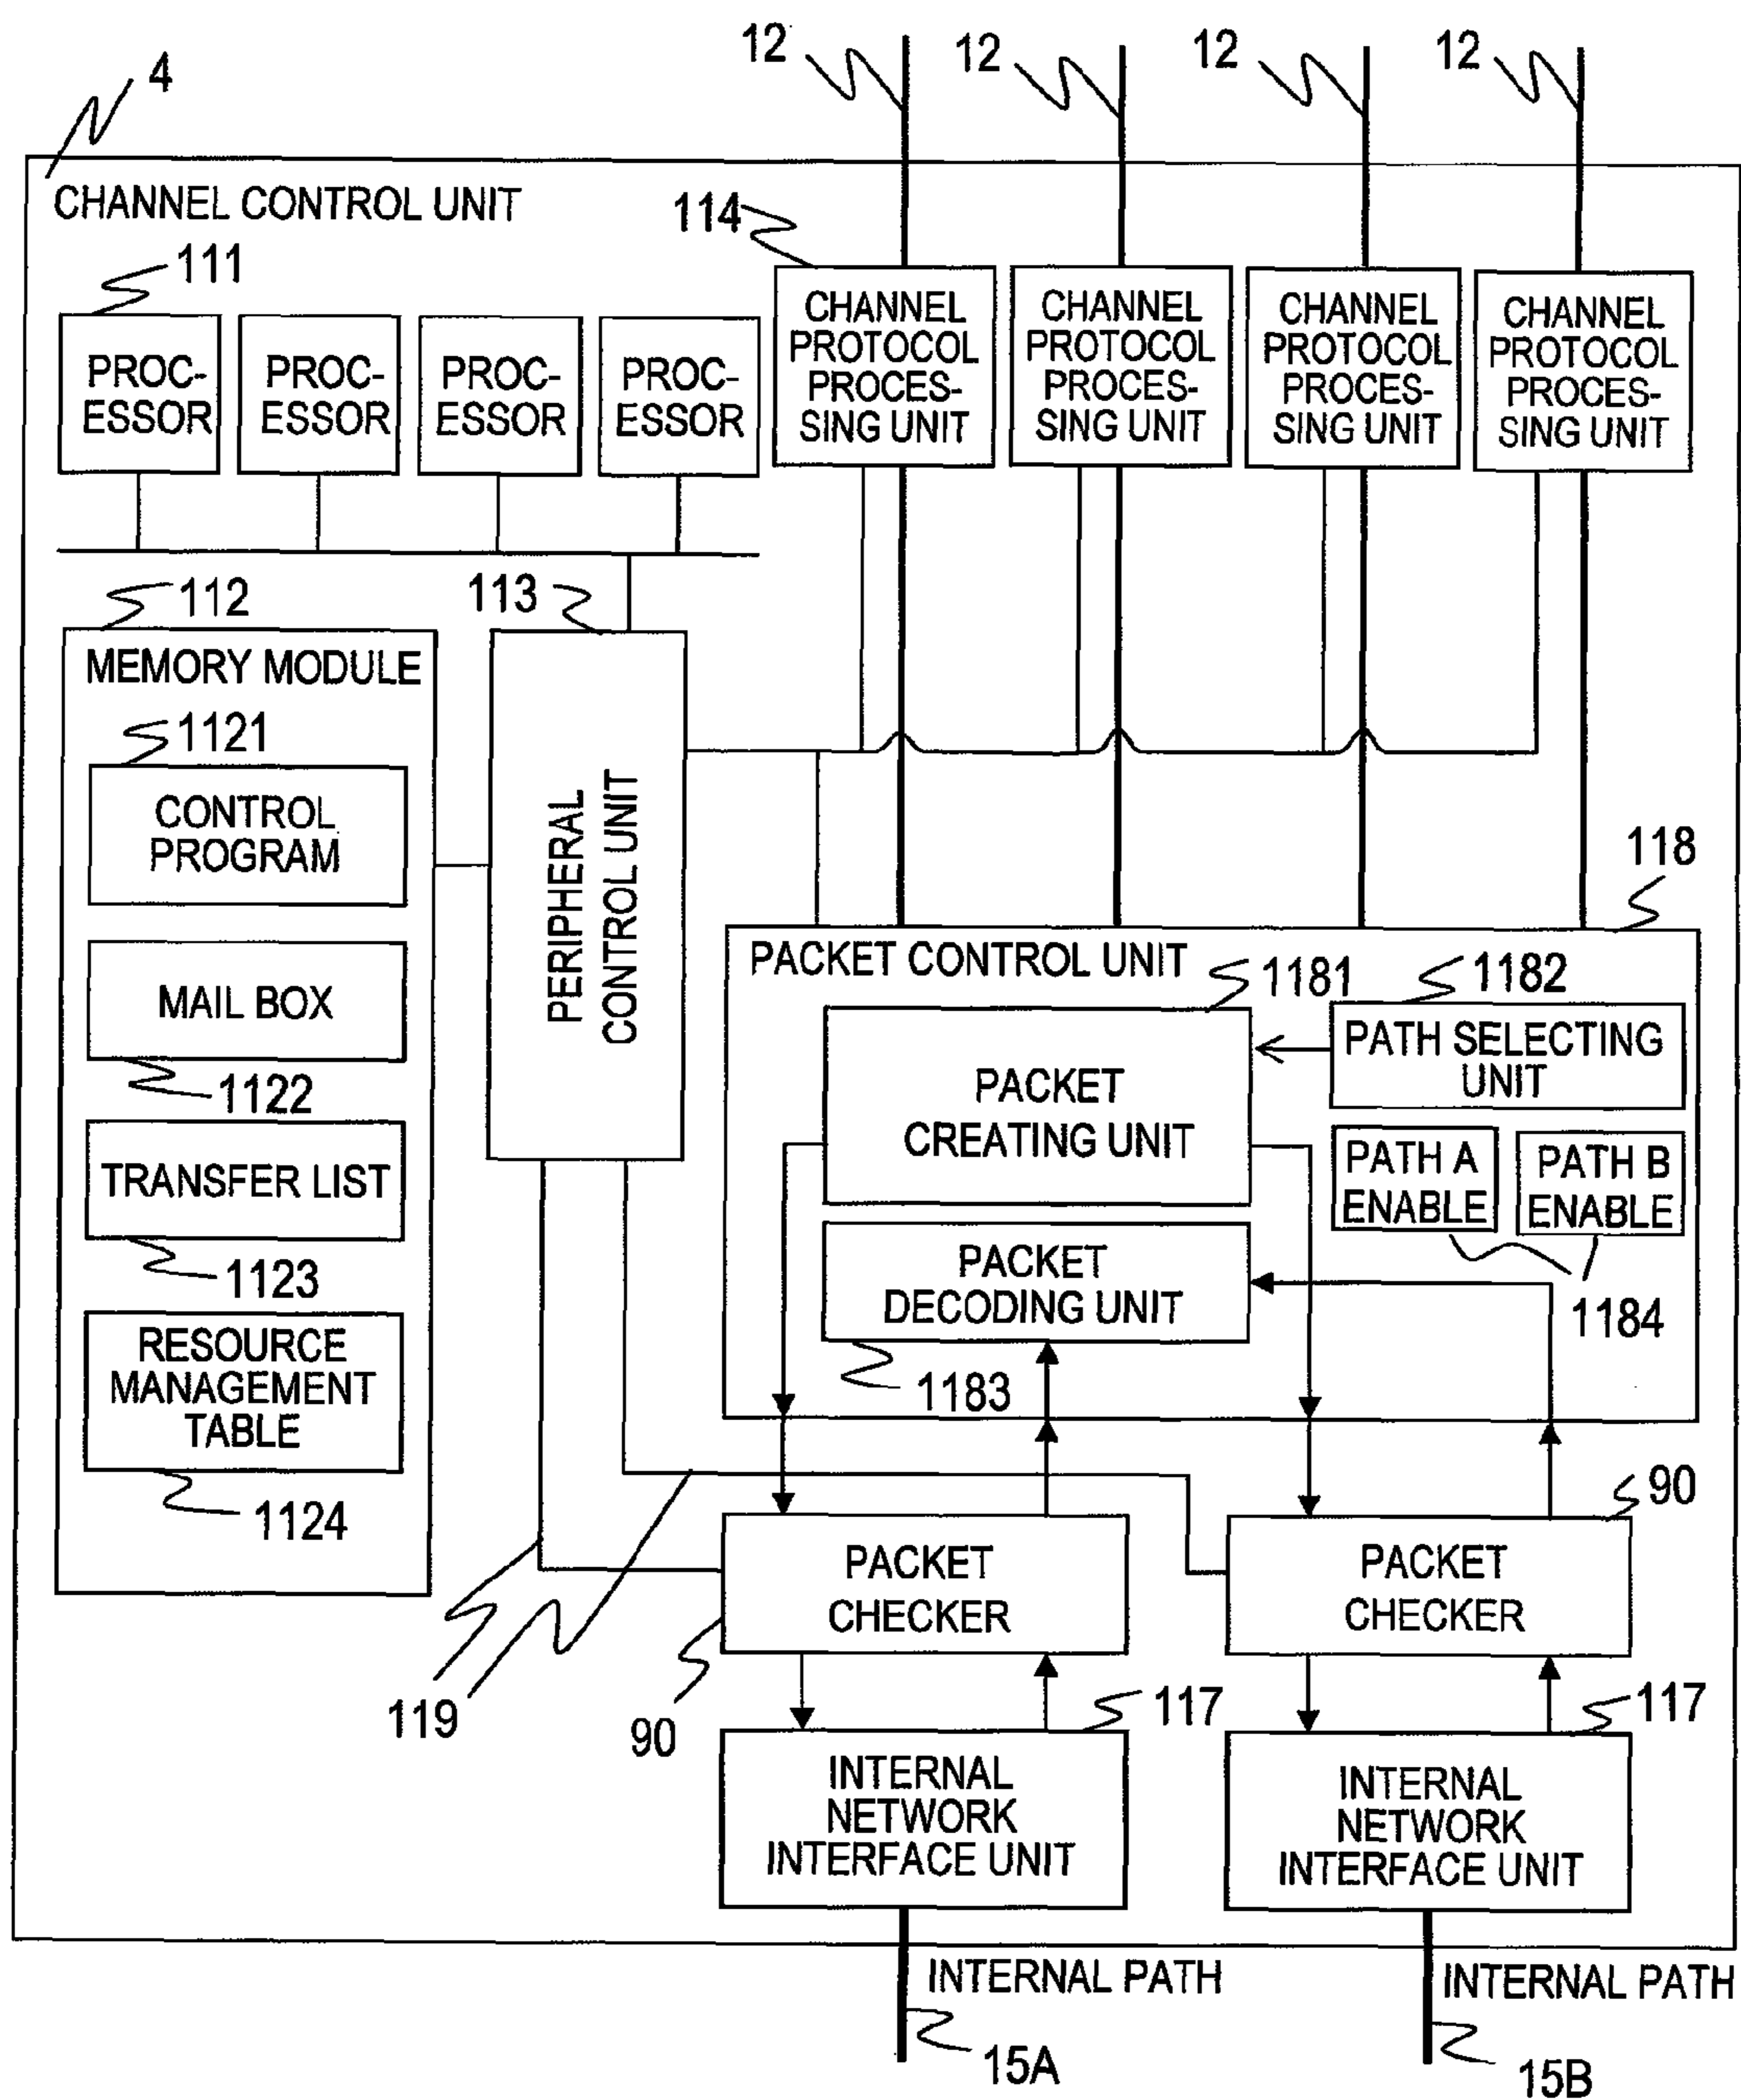 12
12
12
12
4
CHANNEL CONTROL UNIT
114
111
PROC-
ESSOR
PROC-
ESSOR
PROC-
ESSOR
PROC-
ESSOR
CHANNEL
PROTOCOL
PROCES-
SING UNIT
CHANNEL
PROTOCOL
PROCES-
SING UNIT
CHANNEL
PROTOCOL
PROCES-
SING UNIT
CHANNEL
PROTOCOL
PROCES-
SING UNIT
112
MEMORY MODULE
1121
CONTROL
PROGRAM
MAIL BOX
1122
TRANSFER LIST
1123
RESOURCE
MANAGEMENT
TABLE
1124
113
PERIPHERAL
CONTROL UNIT
118
PACKET CONTROL UNIT
1181
1182
PACKET
CREATING UNIT
PATH SELECTING
UNIT
PATH A
ENABLE
PATH B
ENABLE
1184
PACKET
DECODING UNIT
1183
90
PACKET
CHECKER
PACKET
CHECKER
119
90
117
117
INTERNAL
NETWORK
INTERFACE UNIT
INTERNAL
NETWORK
INTERFACE UNIT
INTERNAL PATH
INTERNAL PATH
15A
15B